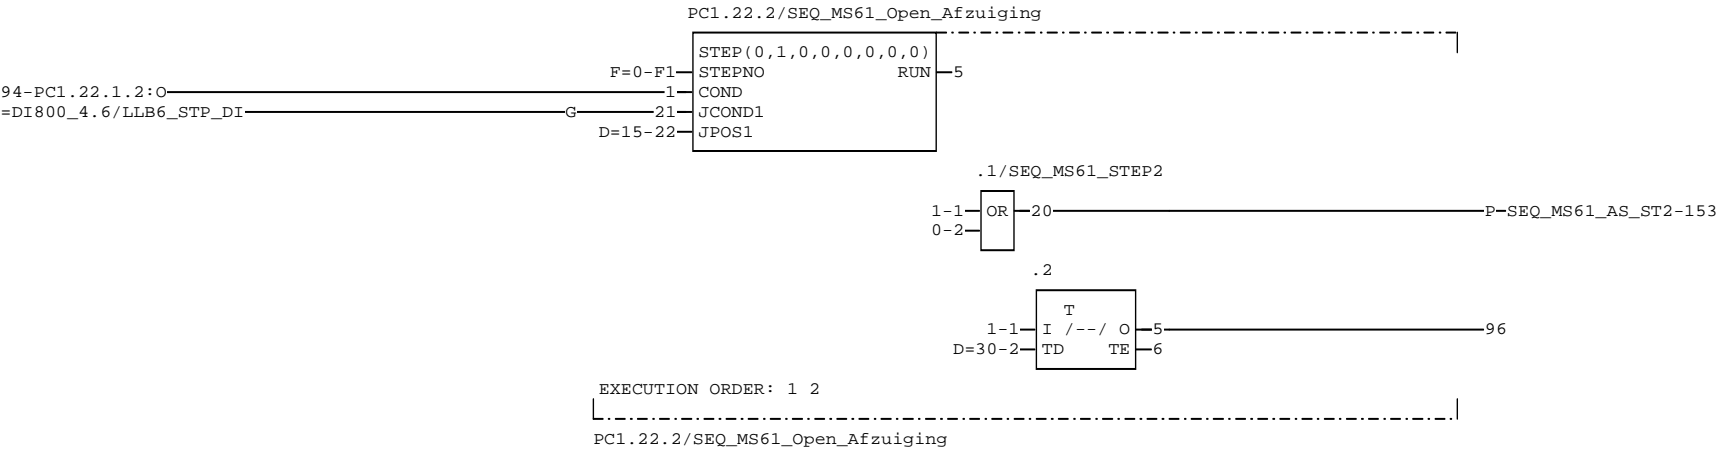 PC1.22.2/SEQ_MS61_Open_Afzuiging
STEP(0,1,0,0,0,0,0,0)
F=0-F1 STEPNO RUN 5
94-PC1.22.1.2:O 1 COND
=DI800_4.6/LLB6_STP_DI G 21 JCOND1
D=15-22 JPOS1
.1/SEQ_MS61_STEP2
1-1 OR 20 P-SEQ_MS61_AS_ST2-153
0-2
.2
T
1-1 I /--/ O 5 96
D=30-2 TD TE 6
EXECUTION ORDER: 1 2
PC1.22.2/SEQ_MS61_Open_Afzuiging